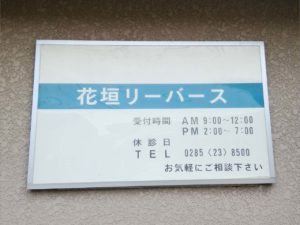 花垣リーバース
受付時間 AM 9:00~12:00
PM 2:00~ 7:00
休診日
TEL 0285(23)8500
お気軽にご相談下さい